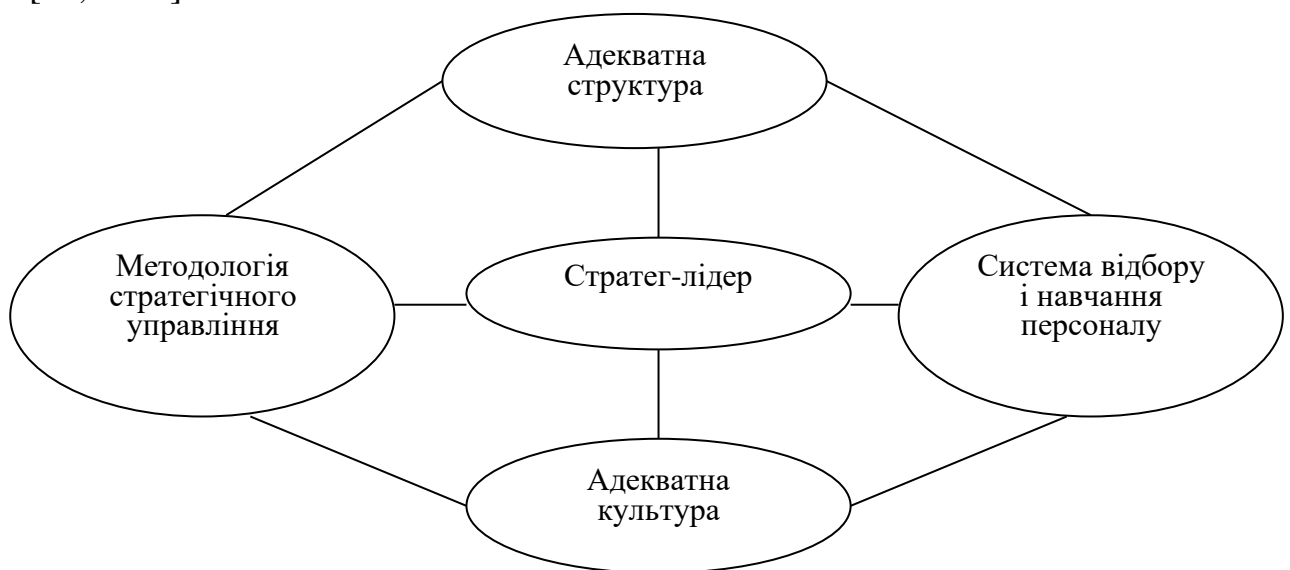 Адекватна
структура
Методологія
стратегічного
управління
Стратег-лідер
Система відбору
і навчання
персоналу
Адекватна
культура